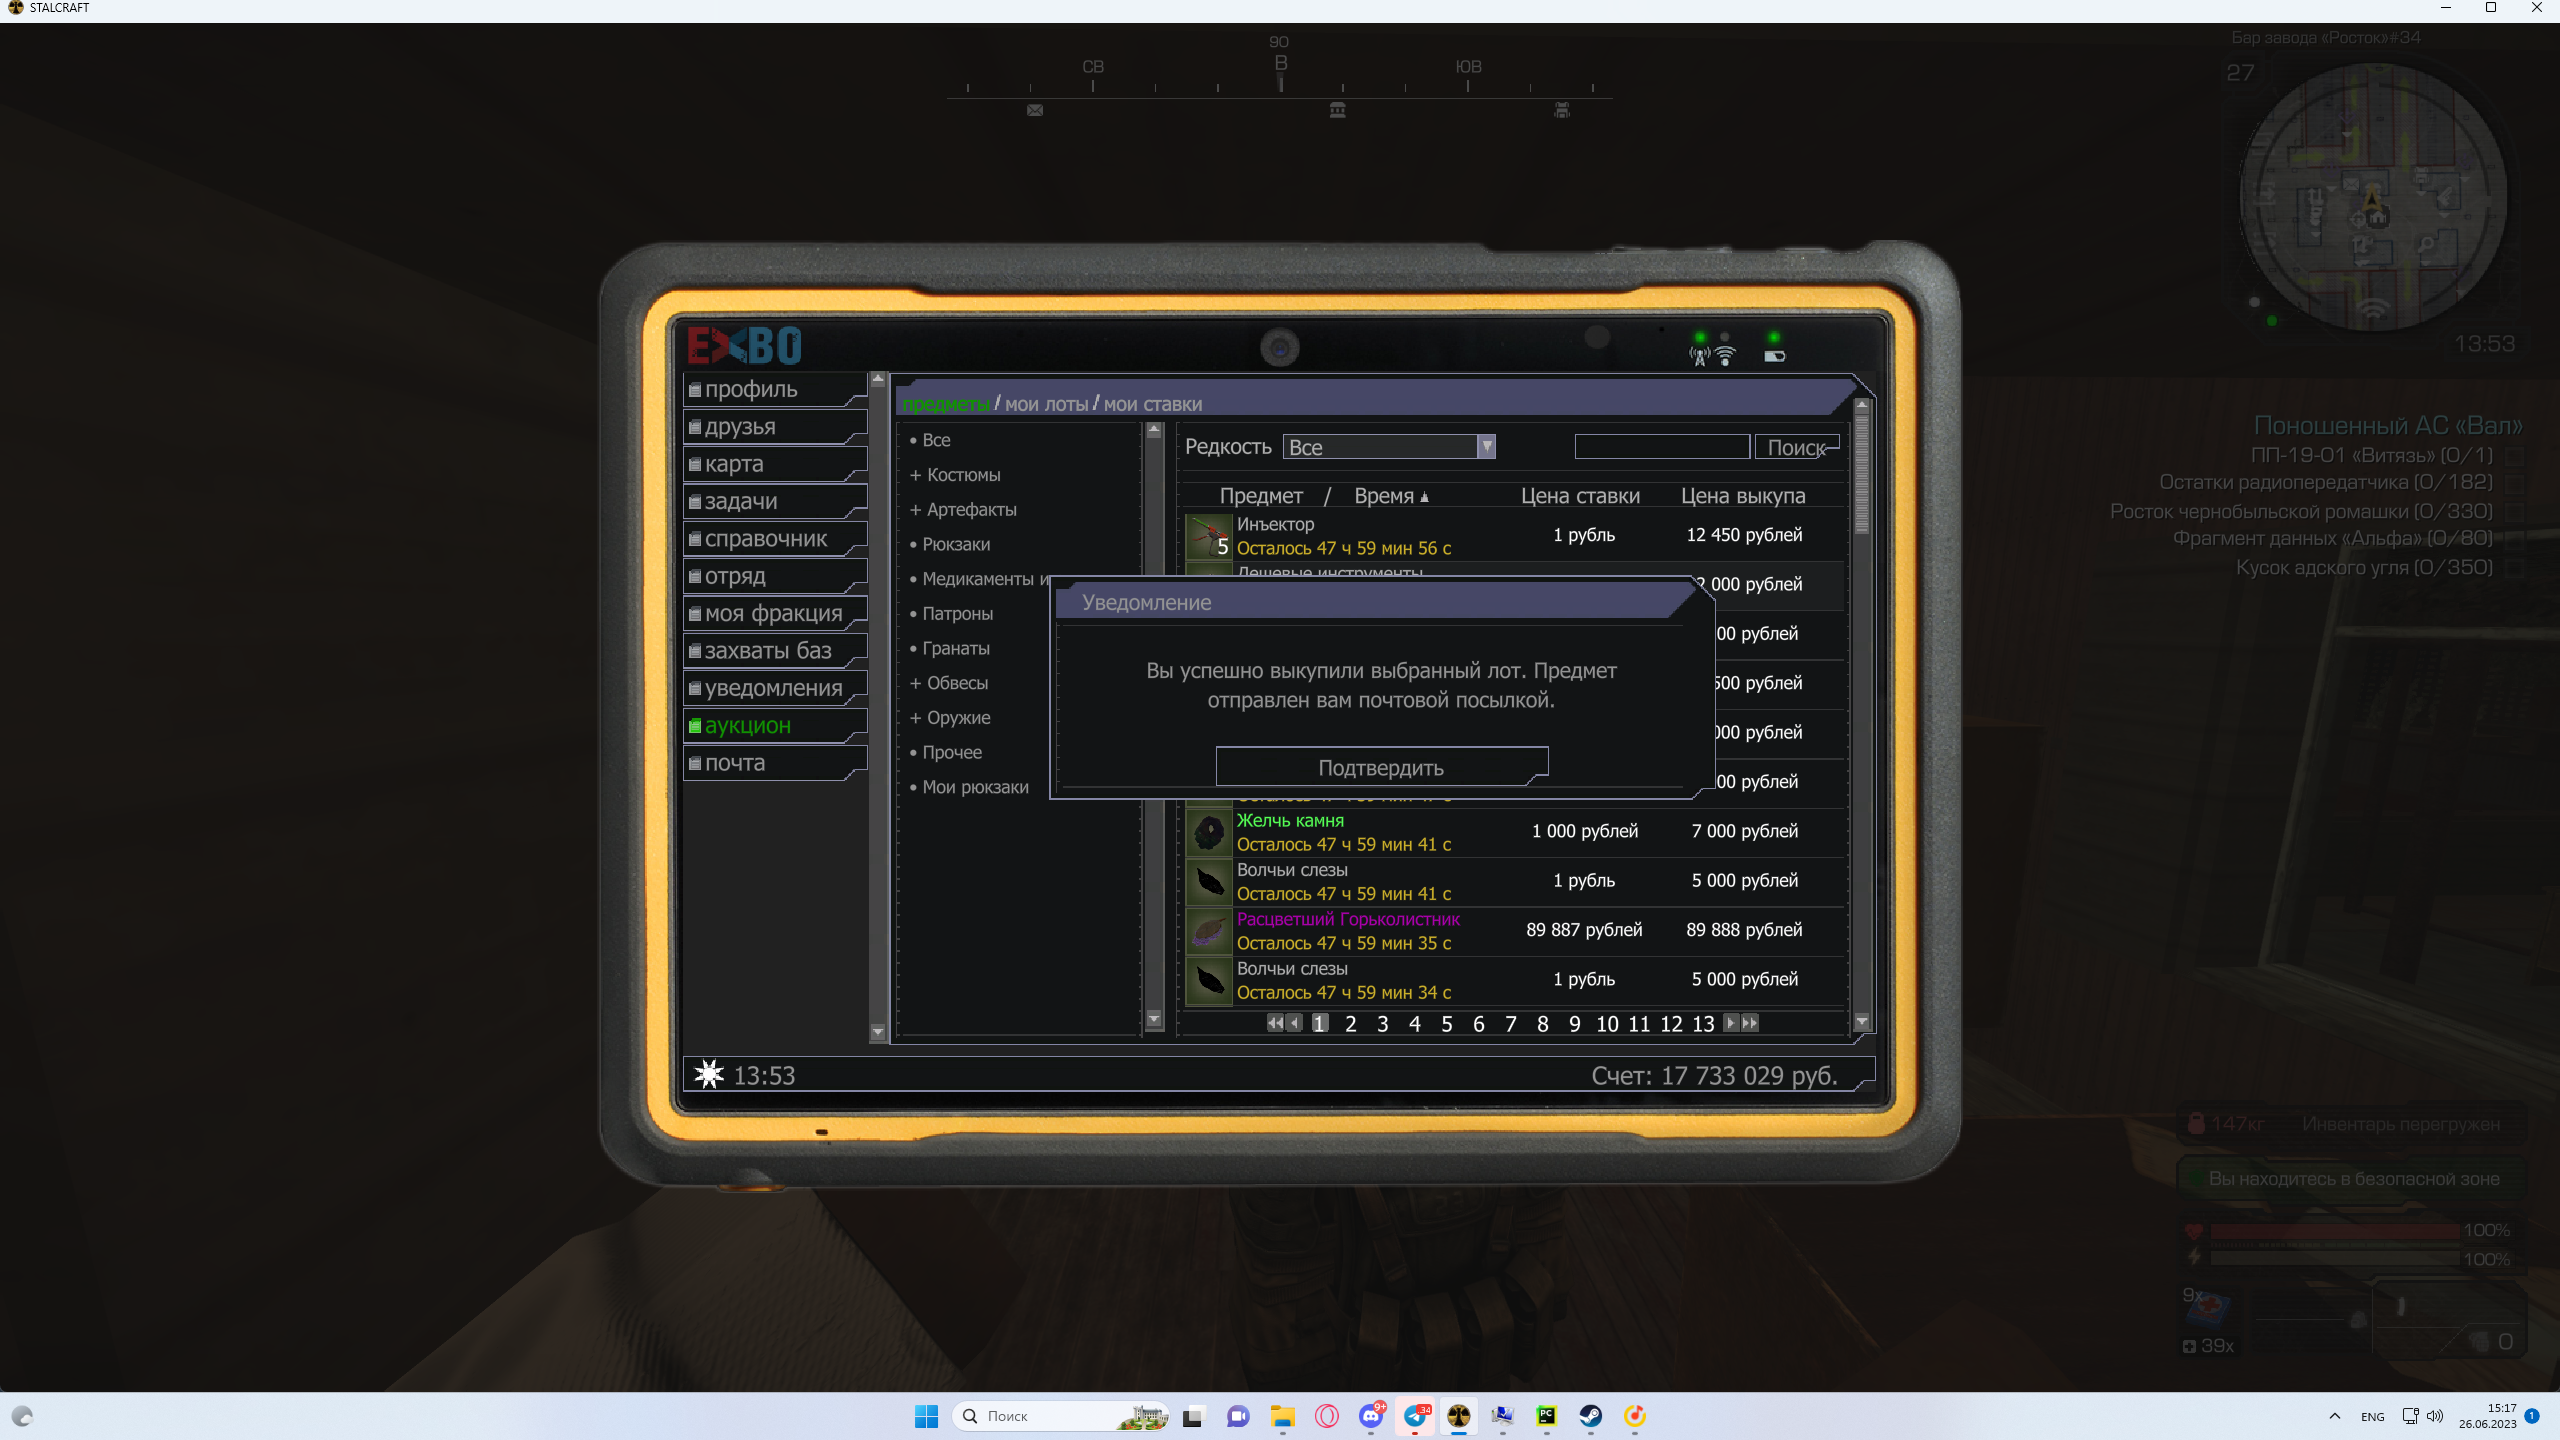 STALCRAFT
90
СВ
В
ЮВ
Бар завода «Росток»#34
27
13:53
Поношенный АС «Вал»
ПП-19-01 «Витязь» (0/1)
Остатки радиопередатчика (0/182)
Росток чернобыльской ромашки (0/330)
Фрагмент данных «Альфа» (0/80)
Кусок адского угля (0/350)
EXBO
профиль
друзья
карта
задачи
справочник
отряд
моя фракция
захваты баз
уведомления
аукцион
почта
предметы / мои лоты / мои ставки
• Все
+ Костюмы
+ Артефакты
• Рюкзаки
• Медикаменты и
• Патроны
• Гранаты
+ Обвесы
+ Оружие
• Прочее
• Мои рюкзаки
Редкость Все Поиск
Предмет / Время Цена ставки Цена выкупа
Инъектор
5 Осталось 47 ч 59 мин 56 с 1 рубль 12 450 рублей
Дешевые инструменты
2 000 рублей
00 рублей
500 рублей
000 рублей
00 рублей
Уведомление
Вы успешно выкупили выбранный лот. Предмет
отправлен вам почтовой посылкой.
Подтвердить
Желчь камня
Осталось 47 ч 59 мин 41 с 1 000 рублей 7 000 рублей
Волчьи слезы
Осталось 47 ч 59 мин 41 с 1 рубль 5 000 рублей
Расцветший Горьколистник
Осталось 47 ч 59 мин 35 с 89 887 рублей 89 888 рублей
Волчьи слезы
Осталось 47 ч 59 мин 34 с 1 рубль 5 000 рублей
1 2 3 4 5 6 7 8 9 10 11 12 13
13:53 Счет: 17 733 029 руб.
147кг Инвентарь перегружен
Вы находитесь в безопасной зоне
100%
100%
9x
39x
0
Поиск
9+
34
PC
ENG
15:17
26.06.2023
1